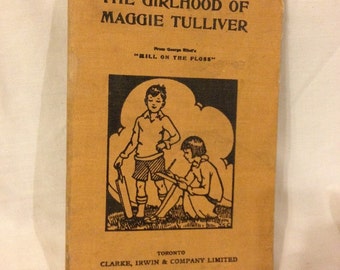 THE GIRLHOOD OF
MAGGIE TULLIVER
From George Eliot's
"MILL ON THE FLOSS"
TORONTO
CLARKE, IRWIN & COMPANY LIMITED